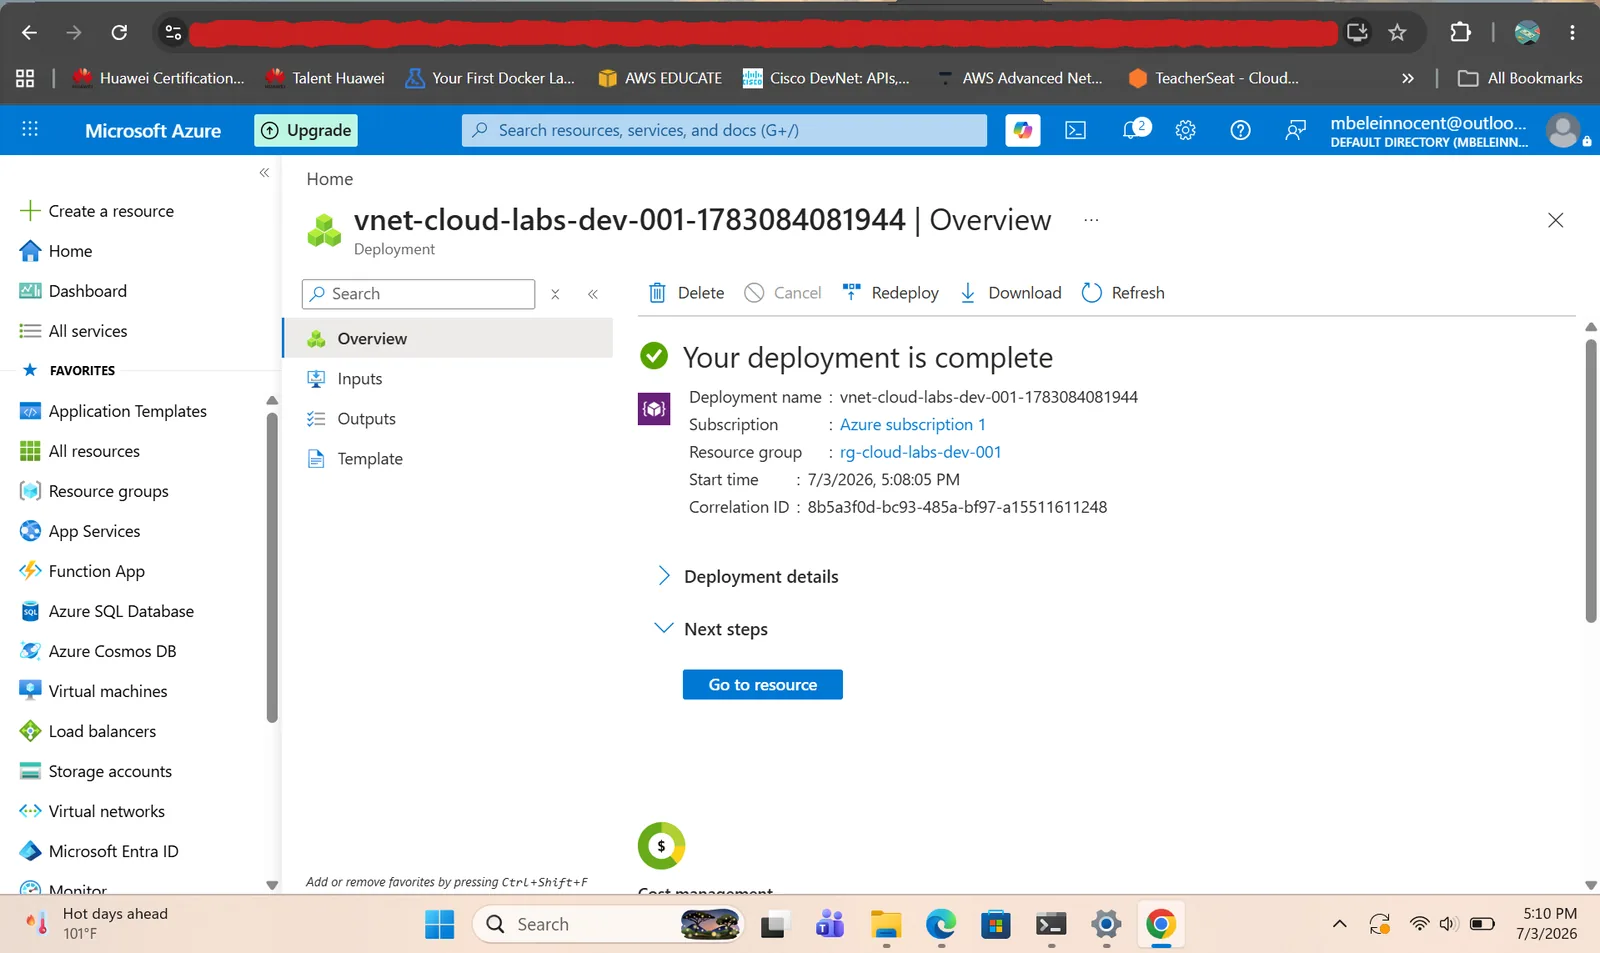 Huawei Certification...
Talent Huawei
Your First Docker La...
AWS EDUCATE
Cisco DevNet: APIs,...
AWS Advanced Net...
TeacherSeat - Cloud...
»
All Bookmarks
Microsoft Azure
Upgrade
Search resources, services, and docs (G+/)
2
mbeleinnocent@outloo...
DEFAULT DIRECTORY (MBELEINN...
Create a resource
Home
Dashboard
All services
FAVORITES
Application Templates
All resources
Resource groups
App Services
Function App
Azure SQL Database
Azure Cosmos DB
Virtual machines
Load balancers
Storage accounts
Virtual networks
Microsoft Entra ID
Monitor
Home
vnet-cloud-labs-dev-001-1783084081944 | Overview ...
Deployment
Search
Overview
Inputs
Outputs
Template
Add or remove favorites by pressing Ctrl+Shift+F
Delete
Cancel
Redeploy
Download
Refresh
Your deployment is complete
Deployment name : vnet-cloud-labs-dev-001-1783084081944
Subscription : Azure subscription 1
Resource group : rg-cloud-labs-dev-001
Start time : 7/3/2026, 5:08:05 PM
Correlation ID : 8b5a3f0d-bc93-485a-bf97-a15511611248
Deployment details
Next steps
Go to resource
$
Cost management
Hot days ahead
101°F
Search
5:10 PM
7/3/2026